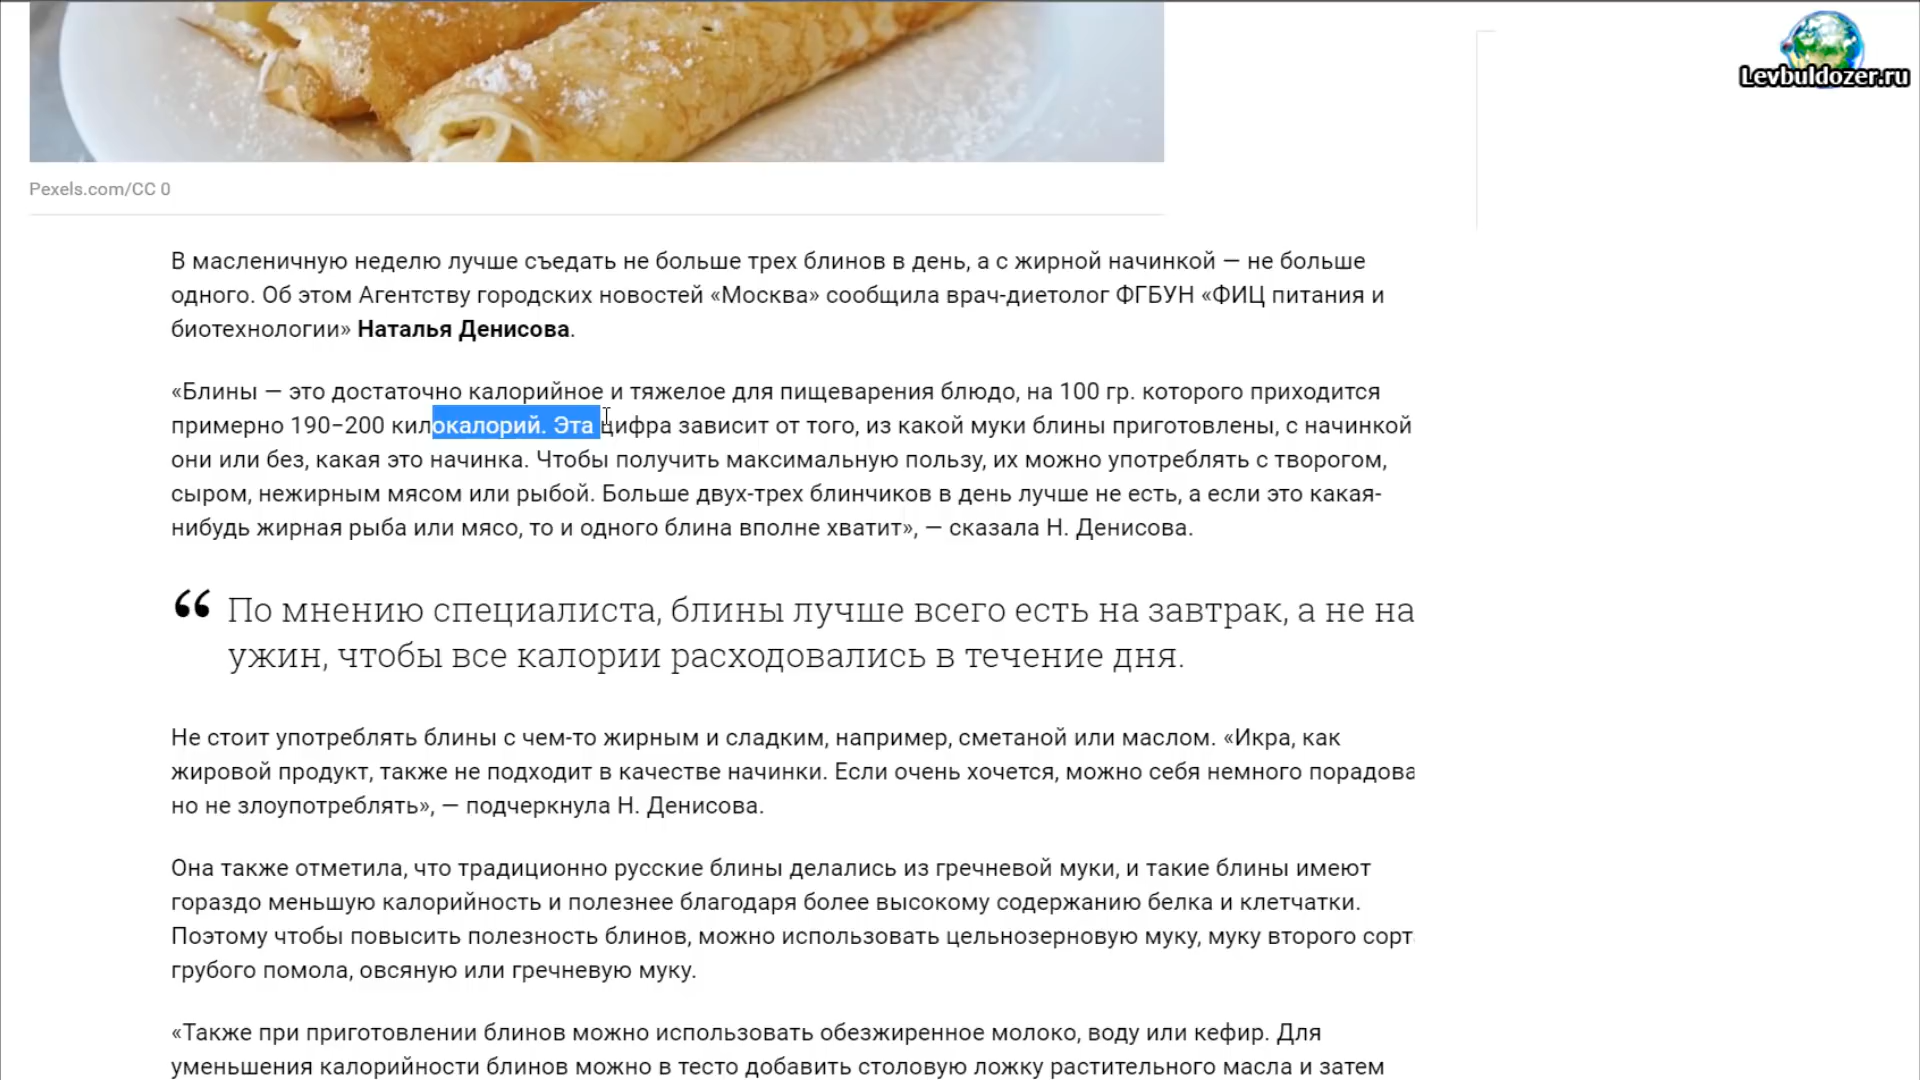 Levbuldozer.ru
Pexels.com/CC 0
В масленичную неделю лучше съедать не больше трех блинов в день, а с жирной начинкой — не больше
одного. Об этом Агентству городских новостей «Москва» сообщила врач-диетолог ФГБУН «ФИЦ питания и
биотехнологии» Наталья Денисова.
«Блины — это достаточно калорийное и тяжелое для пищеварения блюдо, на 100 гр. которого приходится
примерно 190–200 килокалорий. Эта цифра зависит от того, из какой муки блины приготовлены, с начинкой
они или без, какая это начинка. Чтобы получить максимальную пользу, их можно употреблять с творогом,
сыром, нежирным мясом или рыбой. Больше двух-трех блинчиков в день лучше не есть, а если это какая-
нибудь жирная рыба или мясо, то и одного блина вполне хватит», — сказала Н. Денисова.
“ По мнению специалиста, блины лучше всего есть на завтрак, а не на
ужин, чтобы все калории расходовались в течение дня.
Не стоит употреблять блины с чем-то жирным и сладким, например, сметаной или маслом. «Икра, как
жировой продукт, также не подходит в качестве начинки. Если очень хочется, можно себя немного порадова
но не злоупотреблять», — подчеркнула Н. Денисова.
Она также отметила, что традиционно русские блины делались из гречневой муки, и такие блины имеют
гораздо меньшую калорийность и полезнее благодаря более высокому содержанию белка и клетчатки.
Поэтому чтобы повысить полезность блинов, можно использовать цельнозерновую муку, муку второго сорт
грубого помола, овсяную или гречневую муку.
«Также при приготовлении блинов можно использовать обезжиренное молоко, воду или кефир. Для
уменьшения калорийности блинов можно в тесто добавить столовую ложку растительного масла и затем